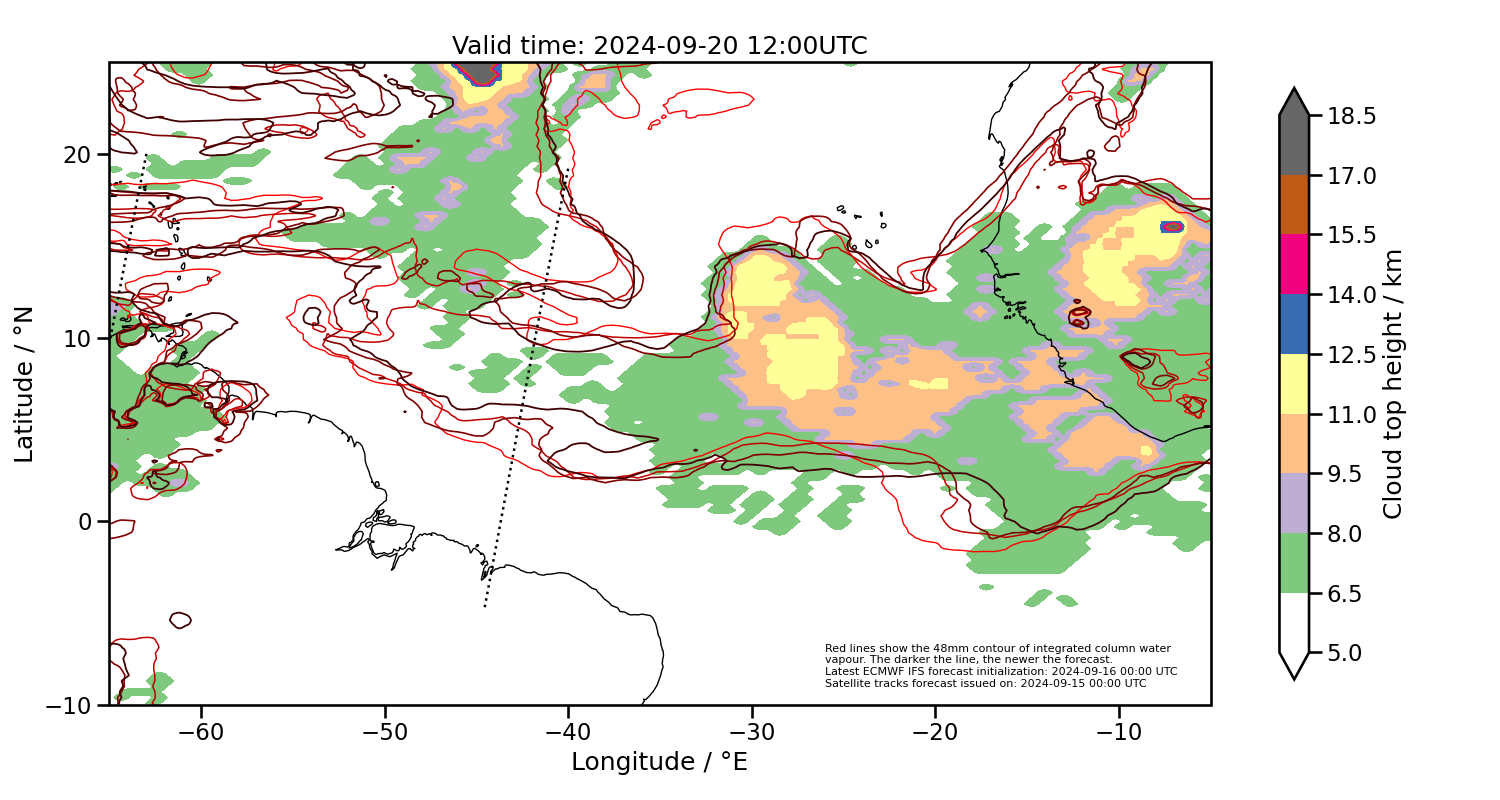 Valid time: 2024-09-20 12:00UTC
20
10
0
−10
Latitude / °N
−60
−50
−40
−30
−20
−10
Longitude / °E
Red lines show the 48mm contour of integrated column water
vapour. The darker the line, the newer the forecast.
Latest ECMWF IFS forecast initialization: 2024-09-16 00:00 UTC
Satellite tracks forecast issued on: 2024-09-15 00:00 UTC
18.5
17.0
15.5
14.0
12.5
11.0
9.5
8.0
6.5
5.0
Cloud top height / km